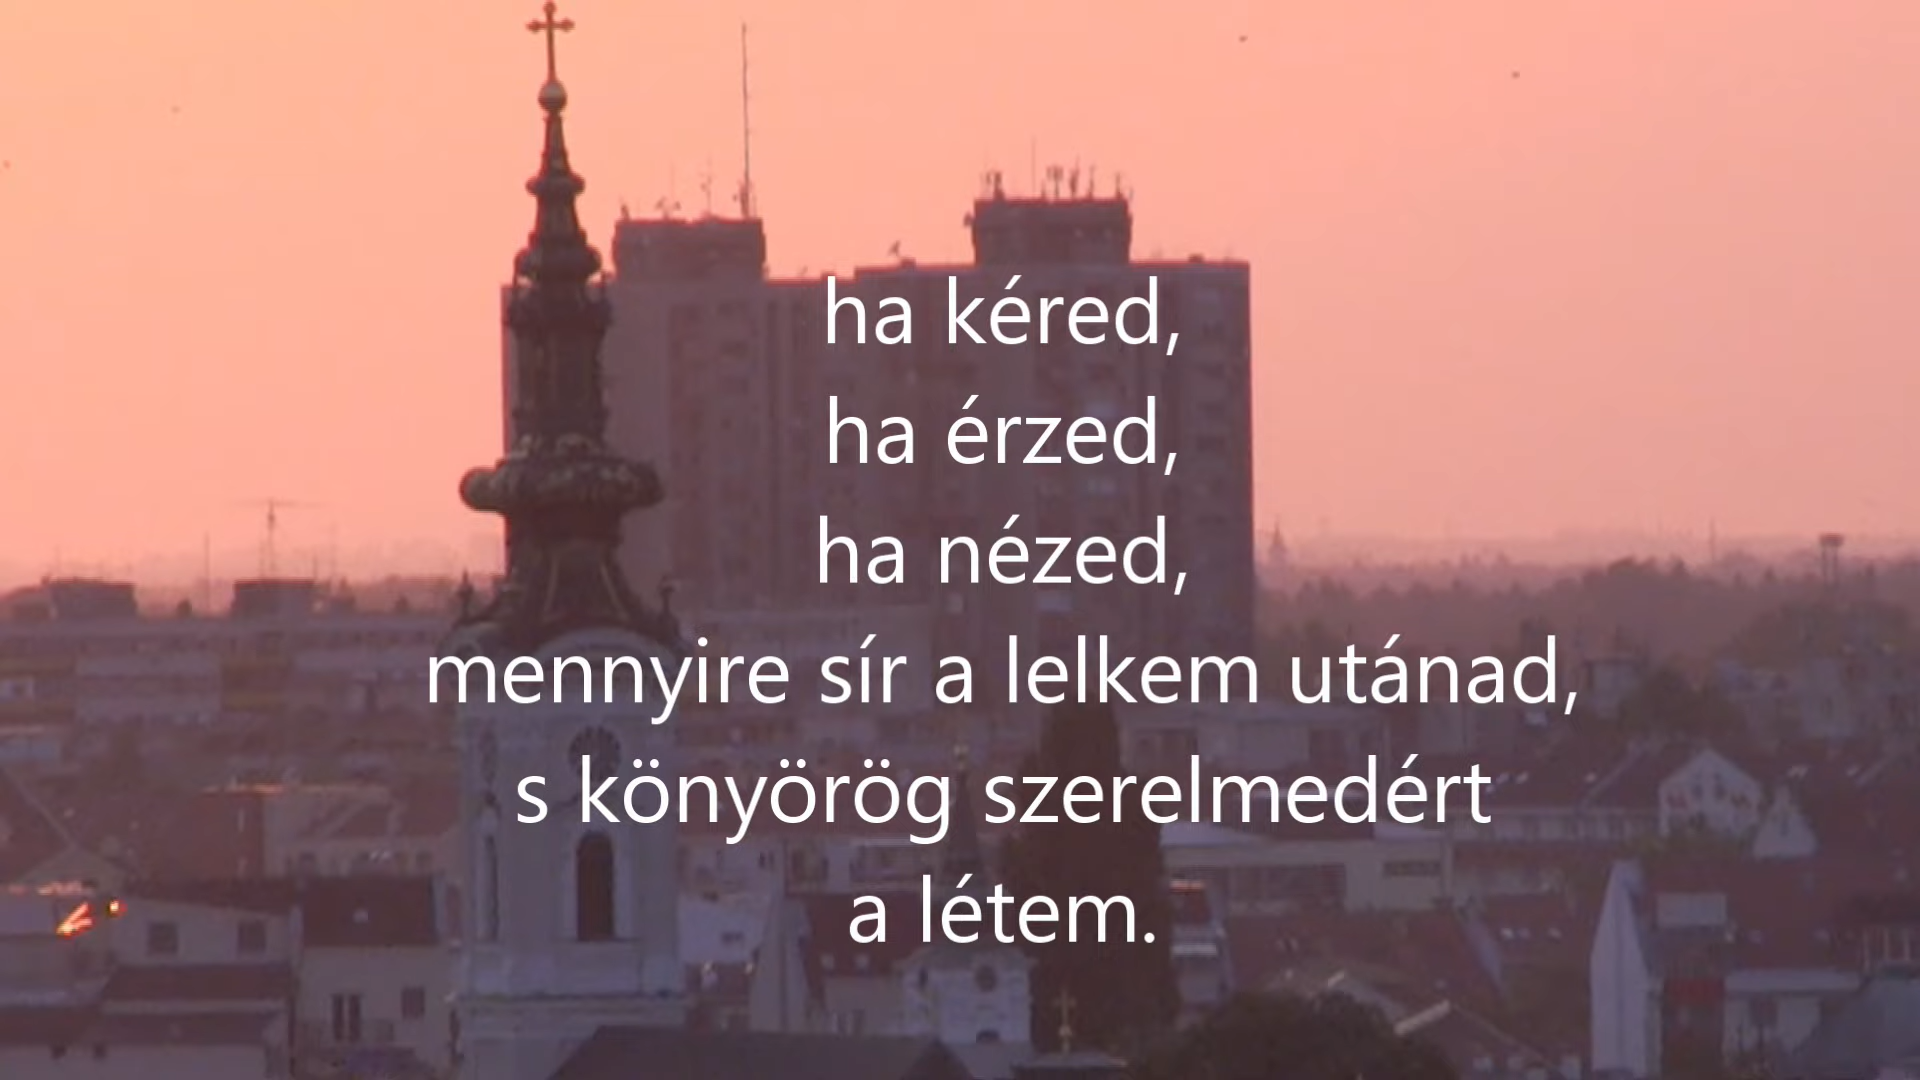 ha kéred,
ha érzed,
ha nézed,
mennyire sír a lelkem utánad,
s könyörög szerelmedért
a létem.